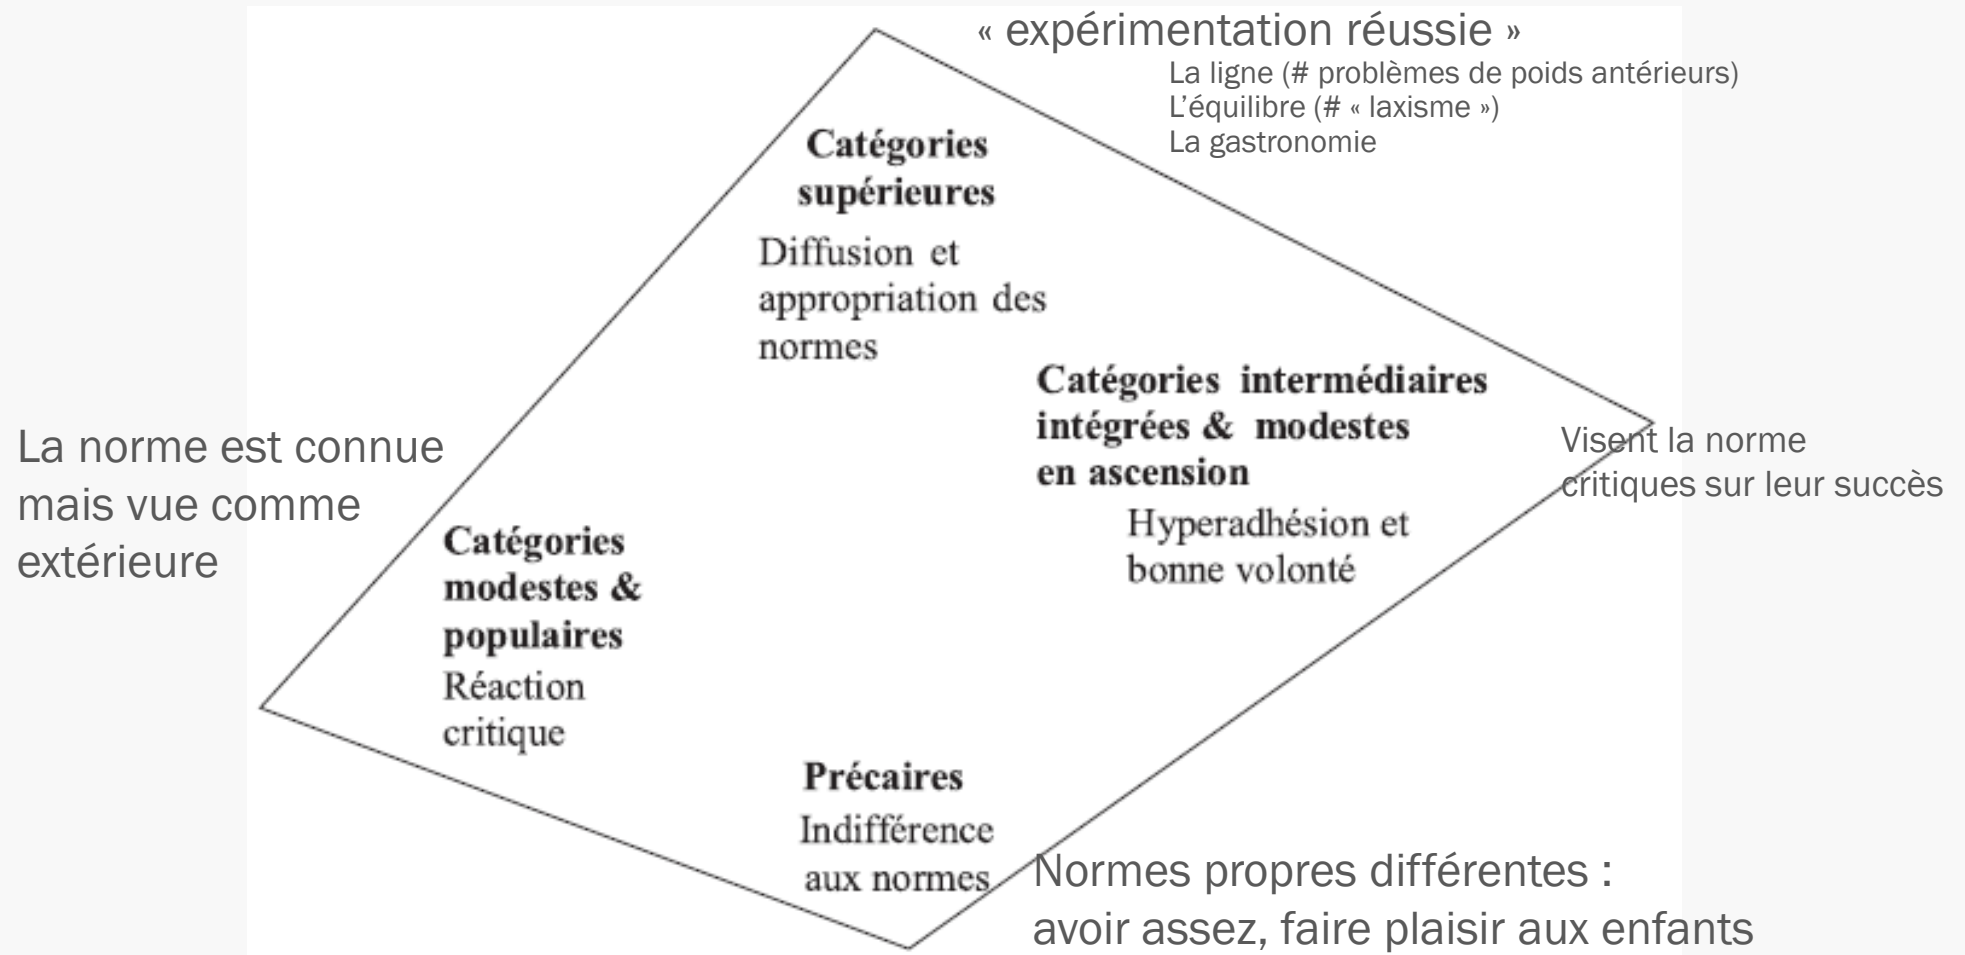 « expérimentation réussie »
La ligne (# problèmes de poids antérieurs)
L’équilibre (# « laxisme »)
La gastronomie
Catégories
supérieures
Diffusion et
appropriation des
normes
Catégories intermédiaires
intégrées & modestes
en ascension
Hyperadhésion et
bonne volonté
Visent la norme
critiques sur leur succès
La norme est connue
mais vue comme
extérieure
Catégories
modestes &
populaires
Réaction
critique
Précaires
Indifférence
aux normes
Normes propres différentes :
avoir assez, faire plaisir aux enfants